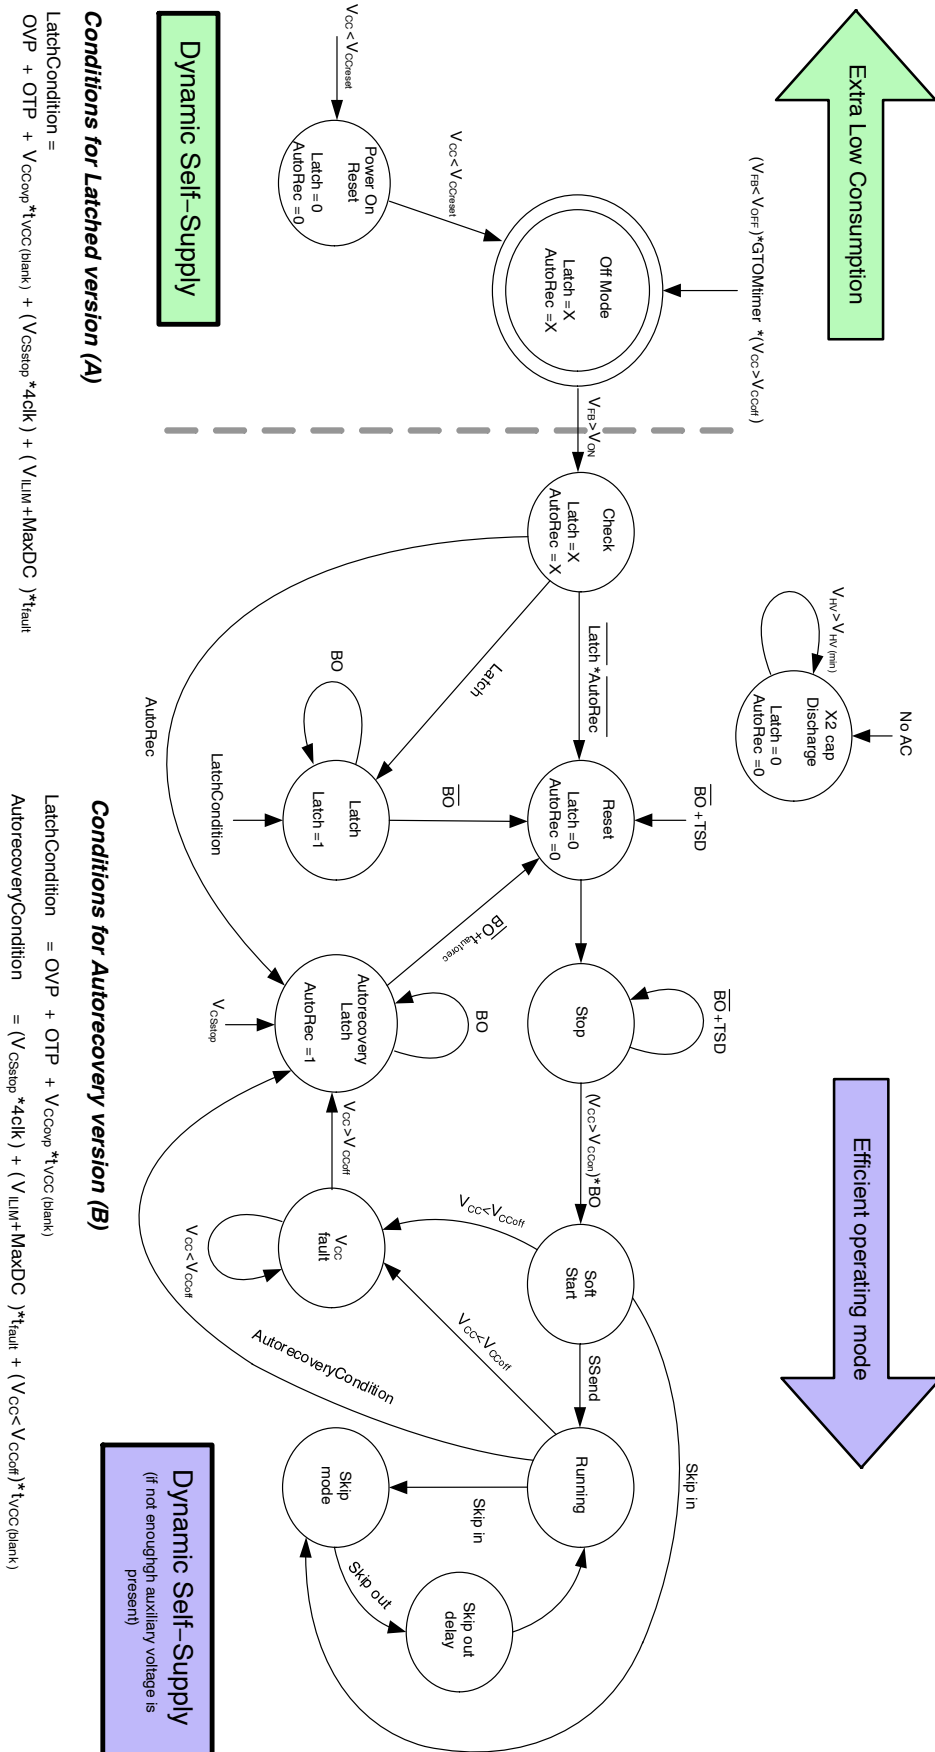 Extra Low Consumption
Efficient operating mode
(VFB<VOFF)*GTOMtimer *(VCC>VCCoff)
No AC
X2 cap
Discharge
Latch =0
AutoRec =0
VHV>VHV(min)
B̅O̅ + TSD
B̅O̅+TSD
Skip in
VCC<VCCreset
Power On
Reset
Latch =0
AutoRec =0
VCC<VCCreset
Off Mode
Latch =X
AutoRec =X
VFB>VON
Check
Latch =X
AutoRec =X
L̅a̅t̅c̅h̅ *A̅u̅t̅o̅R̅e̅c̅
Reset
Latch =0
AutoRec =0
Stop
(VCC>VCCon)*BO
Soft
Start
SSend
Running
Latch
BO
Latch
Latch =1
LatchCondition
B̅O̅
B̅O̅+tautorec
BO
Autorecovery
Latch
AutoRec =1
VCSstop
AutoRec
VCC<VCCoff
VCC<VCCoff
VCC>VCCoff
VCC
fault
VCC<VCCoff
AutorecoveryCondition
Skip in
Skip
mode
Skip out
Skip out
delay
Dynamic Self−Supply
Dynamic Self−Supply
(if not enoughgh auxiliary voltage is
present)
Conditions for Latched version (A)
LatchCondition =
OVP + OTP + VCCovp*tVCC(blank) + (VCSstop*4clk) + (VILIM+MaxDC )*tfault
Conditions for Autorecovery version (B)
LatchCondition = OVP + OTP + VCCovp*tVCC(blank)
AutorecoveryCondition = (VCSstop*4clk) + (VILIM+MaxDC )*tfault + (VCC<VCCoff)*tVCC(blank)